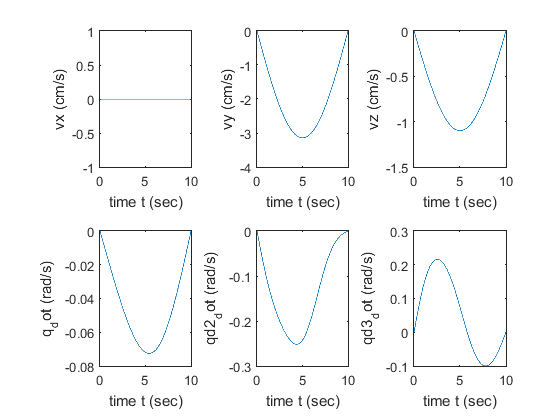 vx (cm/s)
1
0.5
0
-0.5
-1
0 5 10
time t (sec)
vy (cm/s)
0
-1
-2
-3
-4
0 5 10
time t (sec)
vz (cm/s)
0
-0.5
-1
-1.5
0 5 10
time t (sec)
q_dot (rad/s)
0
-0.02
-0.04
-0.06
-0.08
0 5 10
time t (sec)
qd2_dot (rad/s)
0
-0.1
-0.2
-0.3
0 5 10
time t (sec)
qd3_dot (rad/s)
0.3
0.2
0.1
0
-0.1
0 5 10
time t (sec)